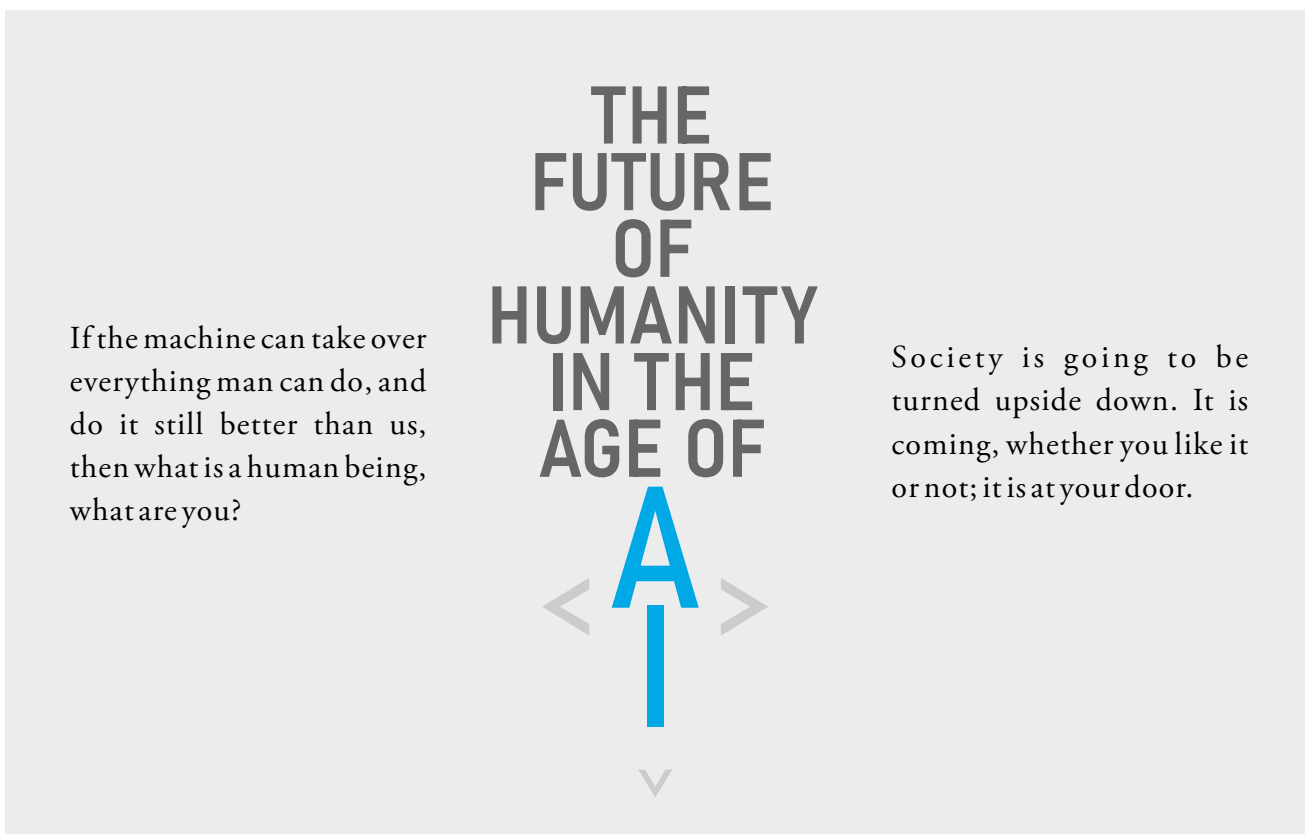 THE
FUTURE
OF
HUMANITY
IN THE
AGE OF
A
I
If the machine can take over
everything man can do, and
do it still better than us,
then what is a human being,
what are you?
Society is going to be
turned upside down. It is
coming, whether you like it
or not; it is at your door.